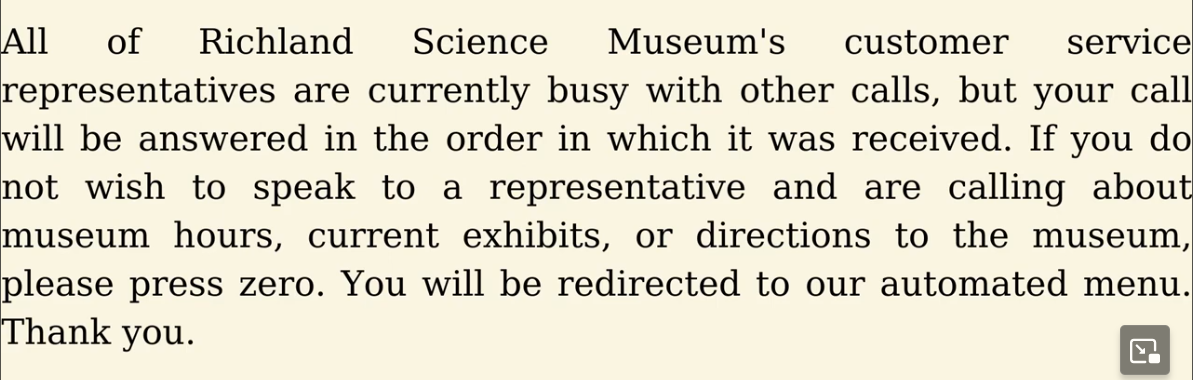 All of Richland Science Museum's customer service
representatives are currently busy with other calls, but your call
will be answered in the order in which it was received. If you do
not wish to speak to a representative and are calling about
museum hours, current exhibits, or directions to the museum,
please press zero. You will be redirected to our automated menu.
Thank you.